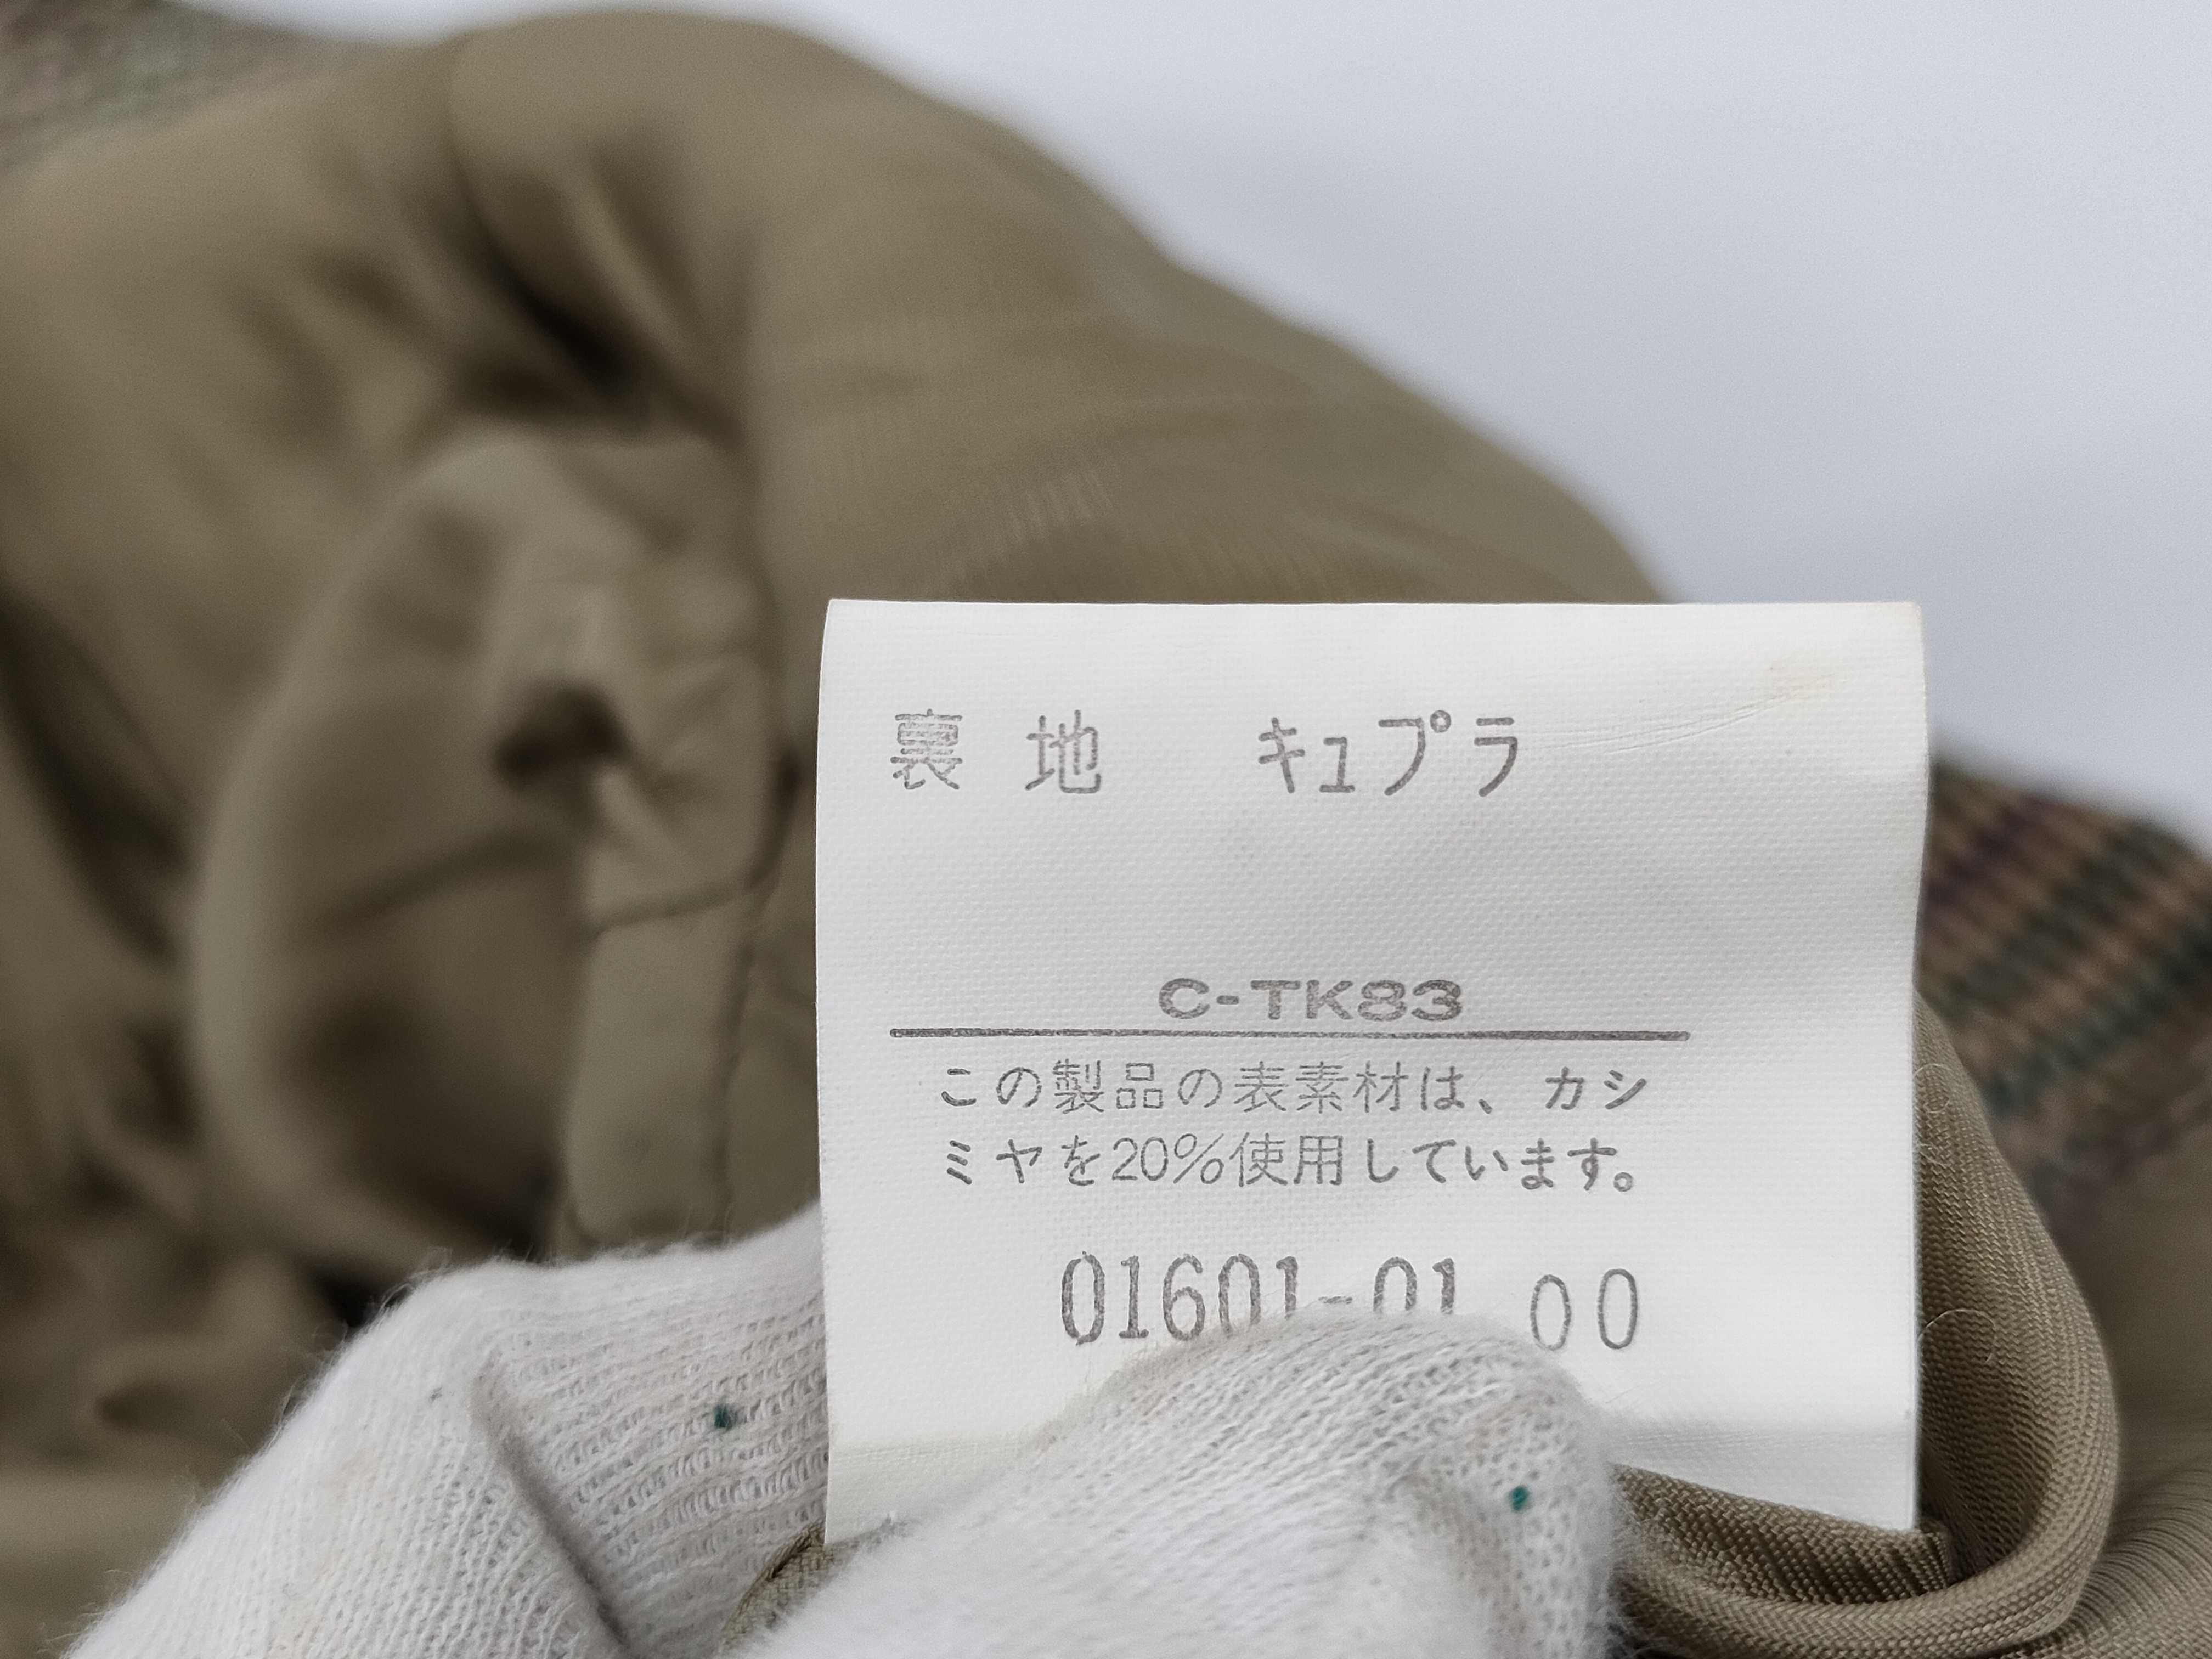 裏地 キュプラ
C-TK83
この製品の表素材は、カシ
ミヤを20%使用しています。
01601-01 00